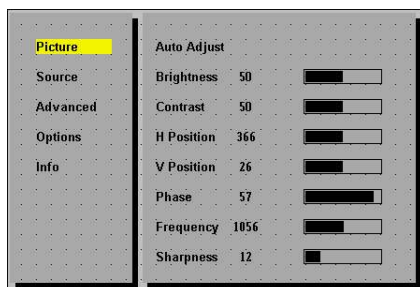 Picture
Source
Advanced
Options
Info
Auto Adjust
Brightness 50
Contrast 50
H Position 366
V Position 26
Phase 57
Frequency 1056
Sharpness 12